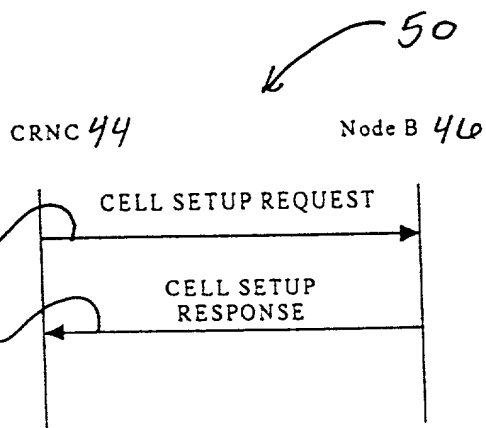 50
CRNC 44
Node B 46
CELL SETUP REQUEST
CELL SETUP
RESPONSE